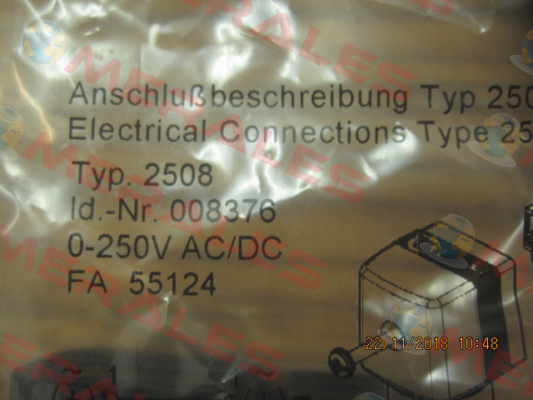 Anschlußbeschreibung Typ 250
Electrical Connections Type 25
Typ. 2508
Id.-Nr. 008376
0-250V AC/DC
FA 55124
22/11/2018 10:48
MERALES